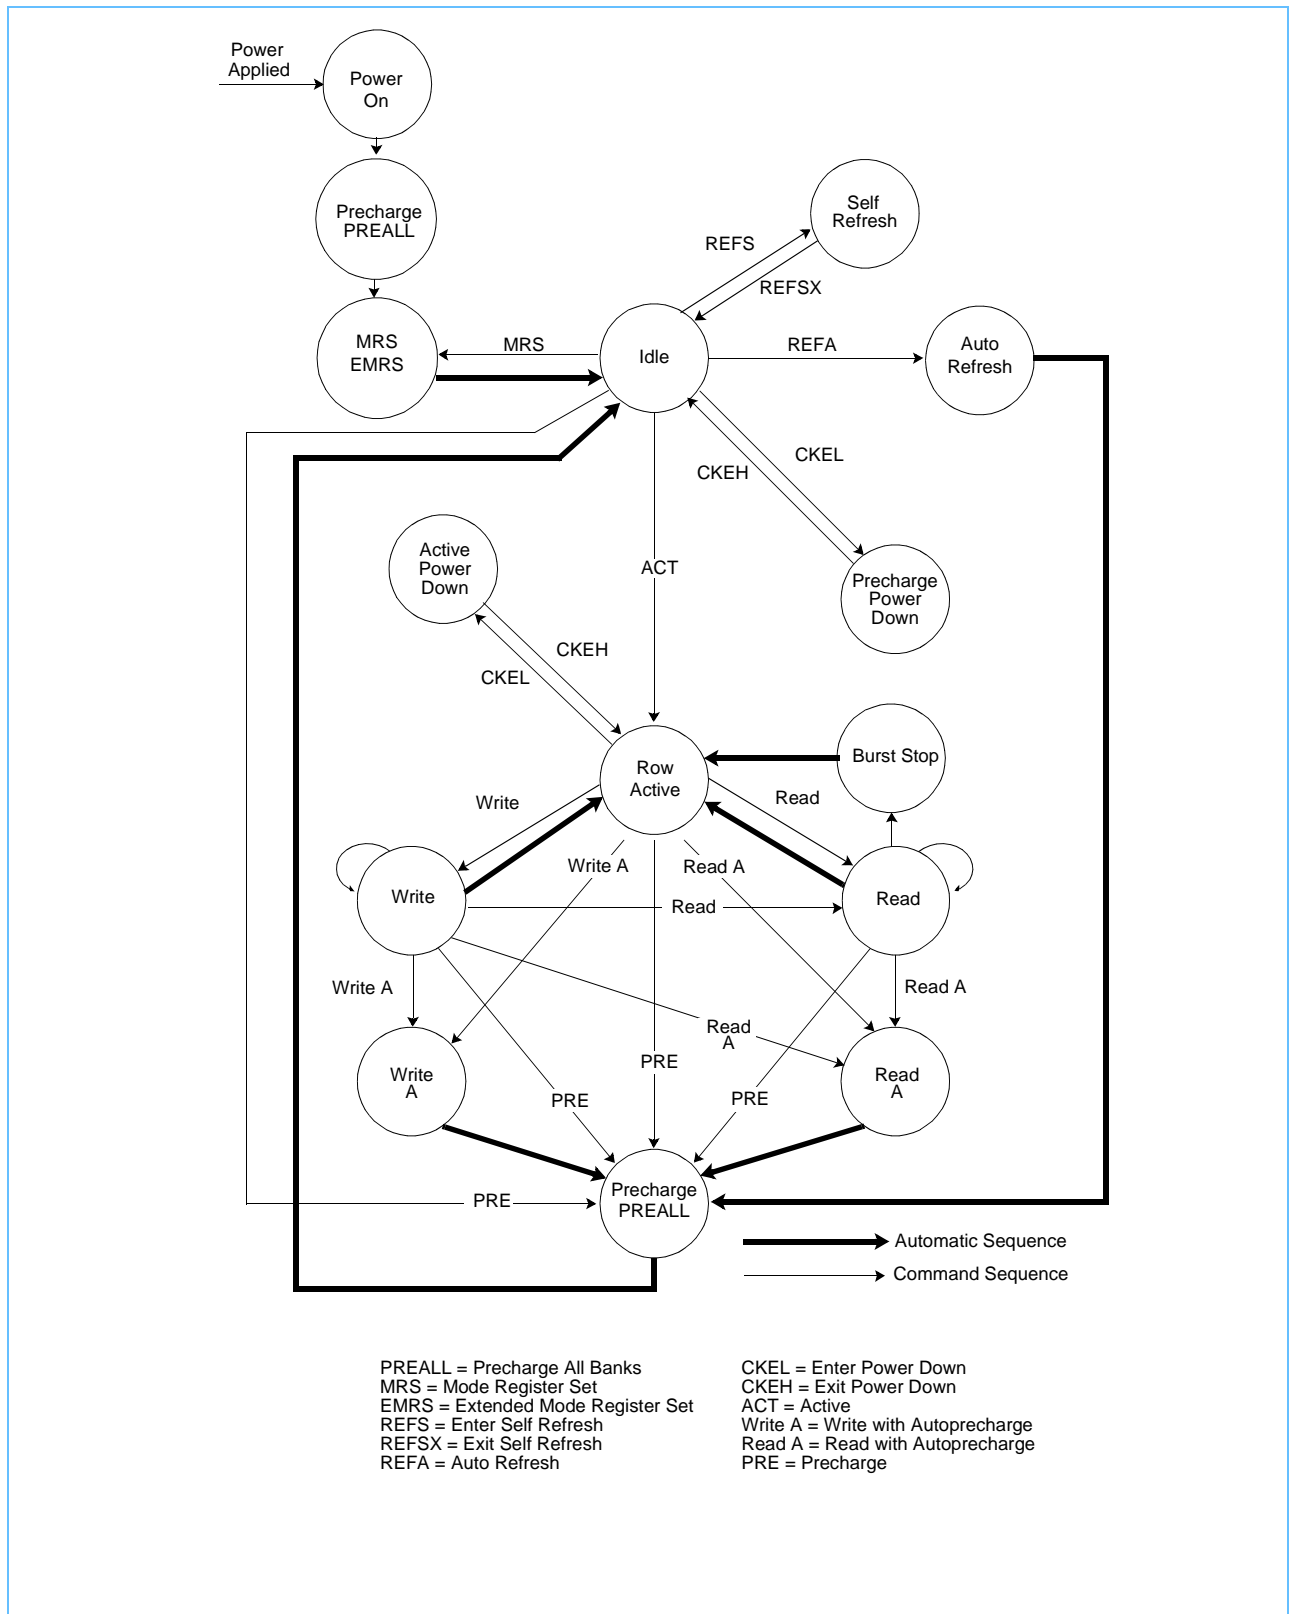 Power
Applied
Power
On
Precharge
PREALL
Self
Refresh
REFS
REFSX
MRS
EMRS
MRS
Idle
REFA
Auto
Refresh
CKEL
CKEH
Active
Power
Down
ACT
Precharge
Power
Down
CKEH
CKEL
Burst Stop
Row
Active
Write
Read
Write A
Read A
Write
Read
Read
Write A
Read A
Read
A
PRE
Write
A
Read
A
PRE
PRE
Precharge
PREALL
PRE
Automatic Sequence
Command Sequence
PREALL = Precharge All Banks
MRS = Mode Register Set
EMRS = Extended Mode Register Set
REFS = Enter Self Refresh
REFSX = Exit Self Refresh
REFA = Auto Refresh
CKEL = Enter Power Down
CKEH = Exit Power Down
ACT = Active
Write A = Write with Autoprecharge
Read A = Read with Autoprecharge
PRE = Precharge